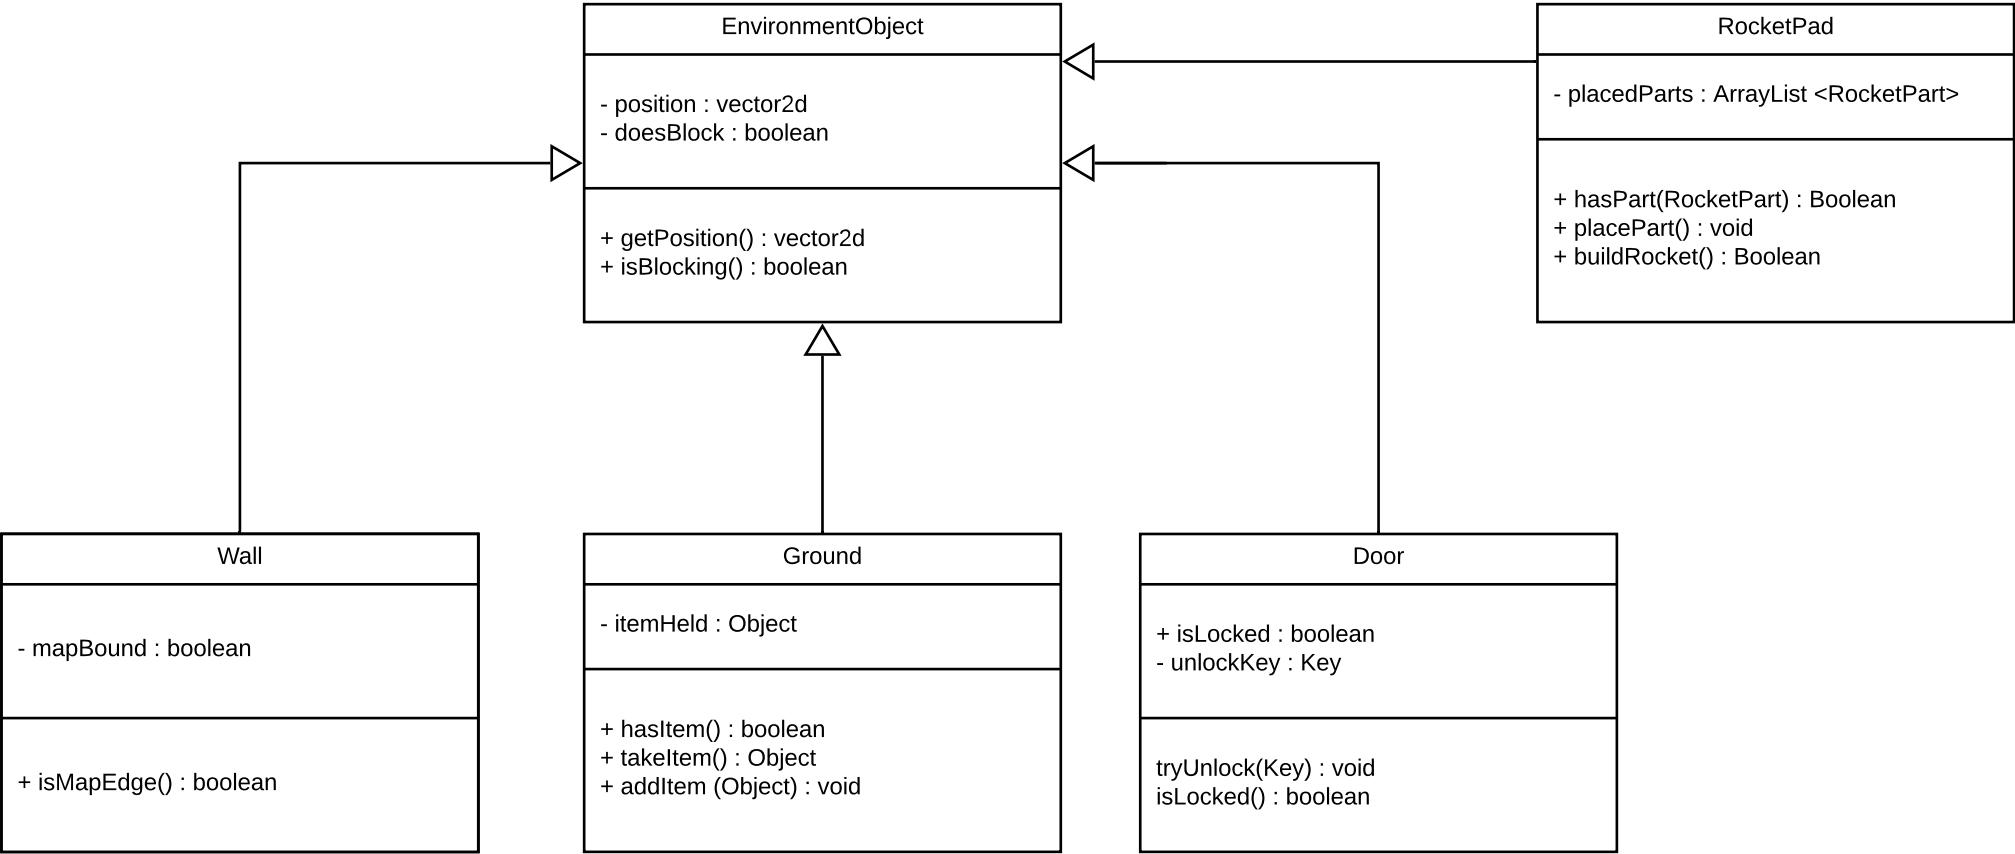 EnvironmentObject
- position : vector2d
- doesBlock : boolean
+ getPosition() : vector2d
+ isBlocking() : boolean
RocketPad
- placedParts : ArrayList <RocketPart>
+ hasPart(RocketPart) : Boolean
+ placePart() : void
+ buildRocket() : Boolean
Wall
- mapBound : boolean
+ isMapEdge() : boolean
Ground
- itemHeld : Object
+ hasItem() : boolean
+ takeItem() : Object
+ addItem (Object) : void
Door
+ isLocked : boolean
- unlockKey : Key
tryUnlock(Key) : void
isLocked() : boolean